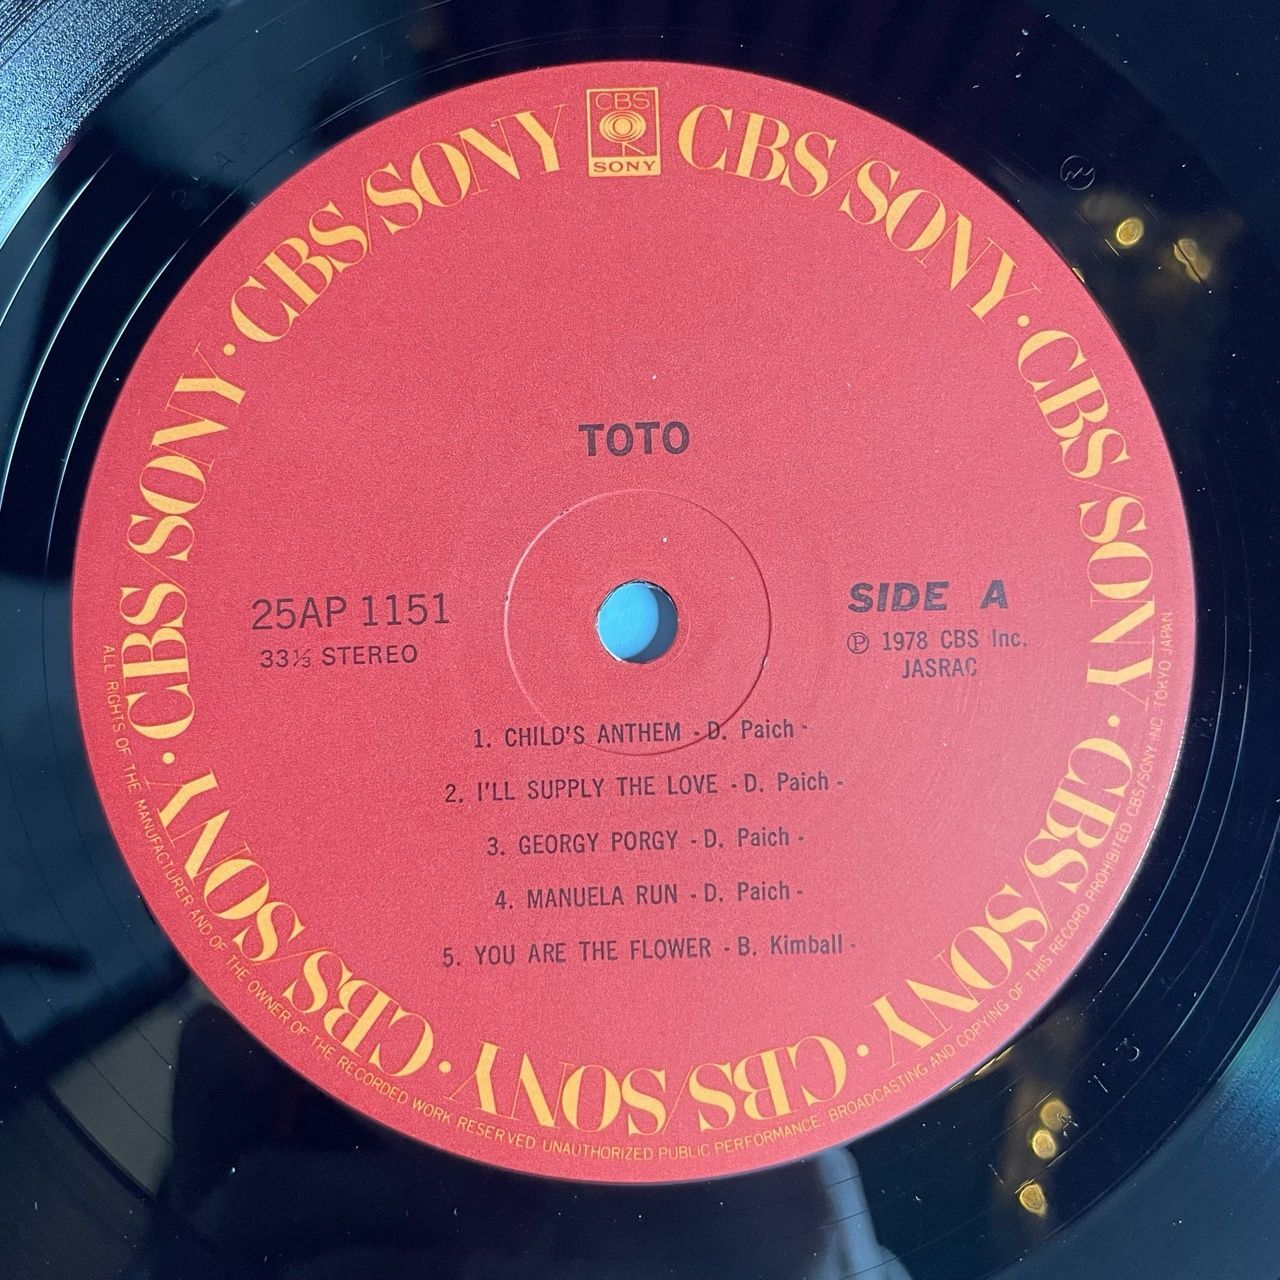 CBS
SONY
CBS/SONY · CBS/SONY · CBS/SONY · CBS/SONY · CBS/SONY · CBS/SONY · CBS/SONY
TOTO
25AP 1151
33⅓ STEREO
SIDE A
Ⓟ 1978 CBS Inc.
JASRAC
1. CHILD'S ANTHEM - D. Paich -
2. I'LL SUPPLY THE LOVE - D. Paich -
3. GEORGY PORGY - D. Paich -
4. MANUELA RUN - D. Paich -
5. YOU ARE THE FLOWER - B. Kimball -
ALL RIGHTS OF THE MANUFACTURER AND OF THE OWNER OF THE RECORDED WORK RESERVED. UNAUTHORIZED PUBLIC PERFORMANCE. BROADCASTING AND COPYING OF THIS RECORD PROHIBITED CBS/SONY INC. TOKYO JAPAN